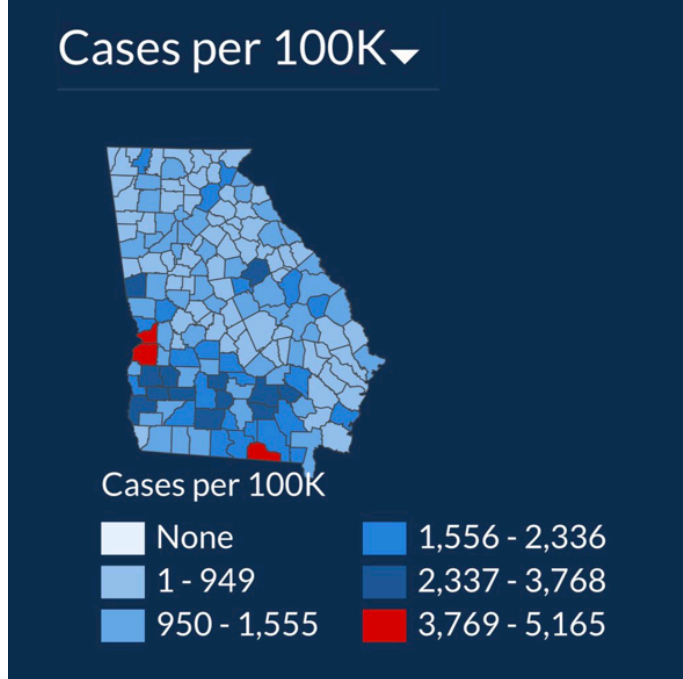 Cases per 100K
Cases per 100K
None
1 - 949
950 - 1,555
1,556 - 2,336
2,337 - 3,768
3,769 - 5,165